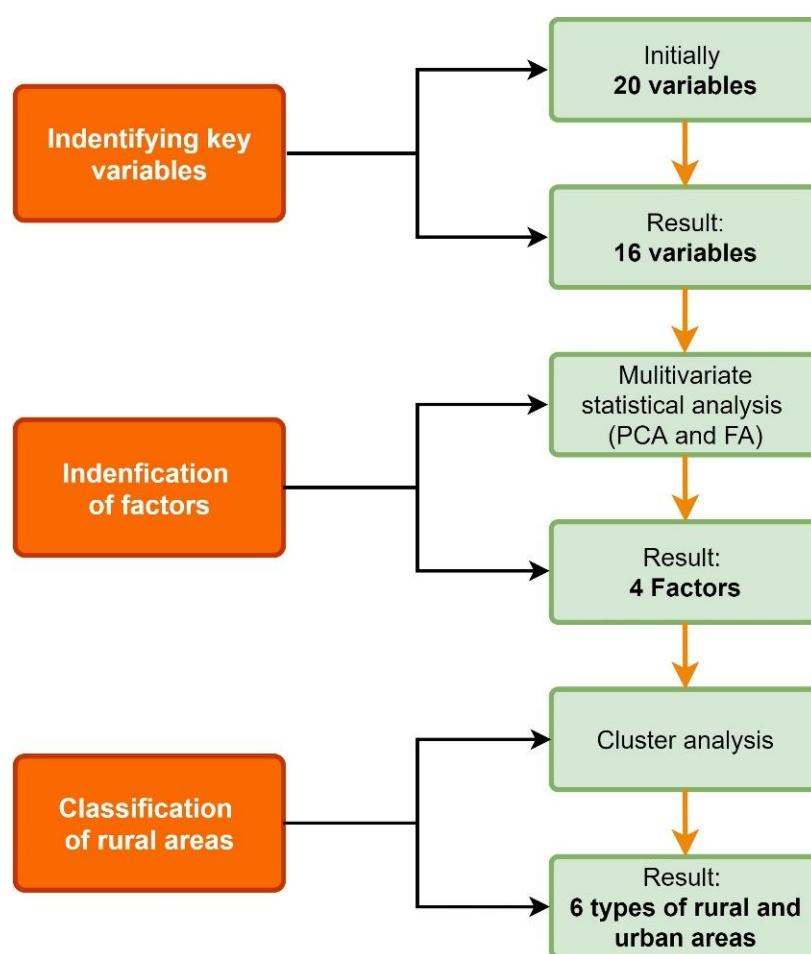 Initially
20 variables
Indentifying key
variables
Result:
16 variables
Mulitivariate
statistical analysis
(PCA and FA)
Indenfication
of factors
Result:
4 Factors
Cluster analysis
Classification
of rural areas
Result:
6 types of rural and
urban areas